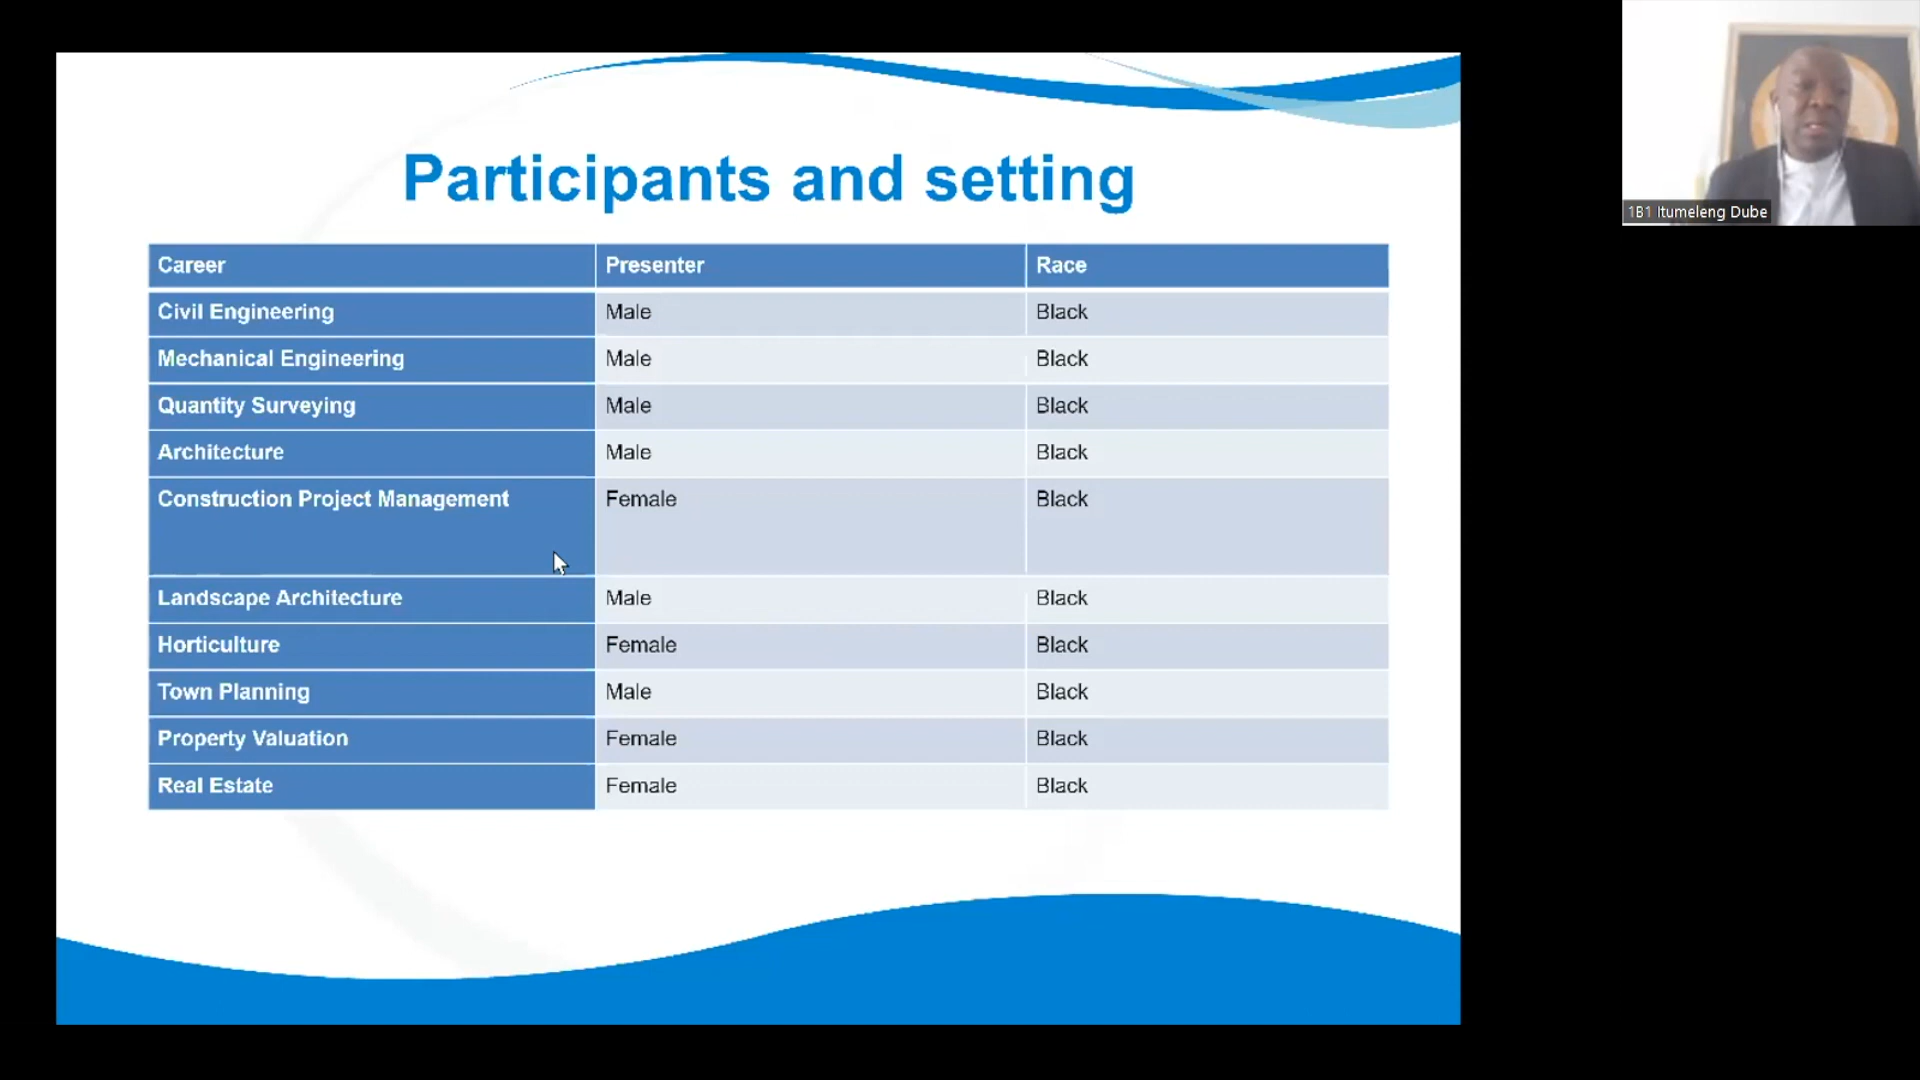 Participants and setting
Career Presenter Race
Civil Engineering Male Black
Mechanical Engineering Male Black
Quantity Surveying Male Black
Architecture Male Black
Construction Project Management Female Black
Landscape Architecture Male Black
Horticulture Female Black
Town Planning Male Black
Property Valuation Female Black
Real Estate Female Black
1B1 Itumeleng Dube